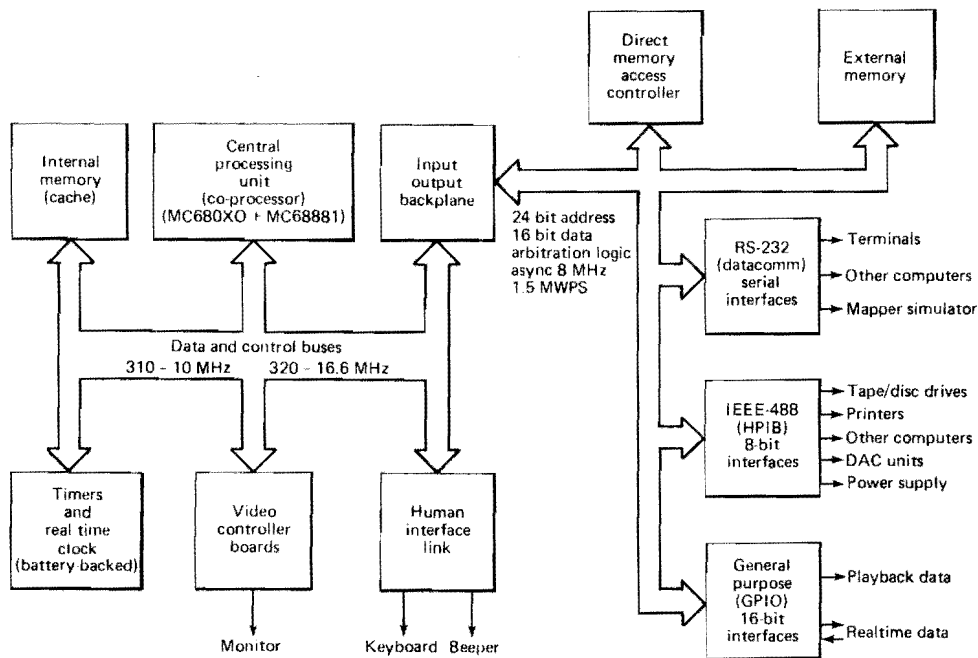 Direct
memory
access
controller
External
memory
Internal
memory
(cache)
Central
processing
unit
(co-processor)
(MC680XO + MC68881)
Input
output
backplane
24 bit address
16 bit data
arbitration logic
async 8 MHz
1.5 MWPS
RS-232
(datacomm)
serial
interfaces
Terminals
Other computers
Mapper simulator
Data and control buses
310 - 10 MHz
320 - 16.6 MHz
IEEE-488
(HPIB)
8-bit
interfaces
Tape/disc drives
Printers
Other computers
DAC units
Power supply
Timers
and
real time
clock
(battery-backed)
Video
controller
boards
Human
interface
link
General
purpose
(GPIO)
16-bit
interfaces
Playback data
Realtime data
Monitor
Keyboard
Beeper